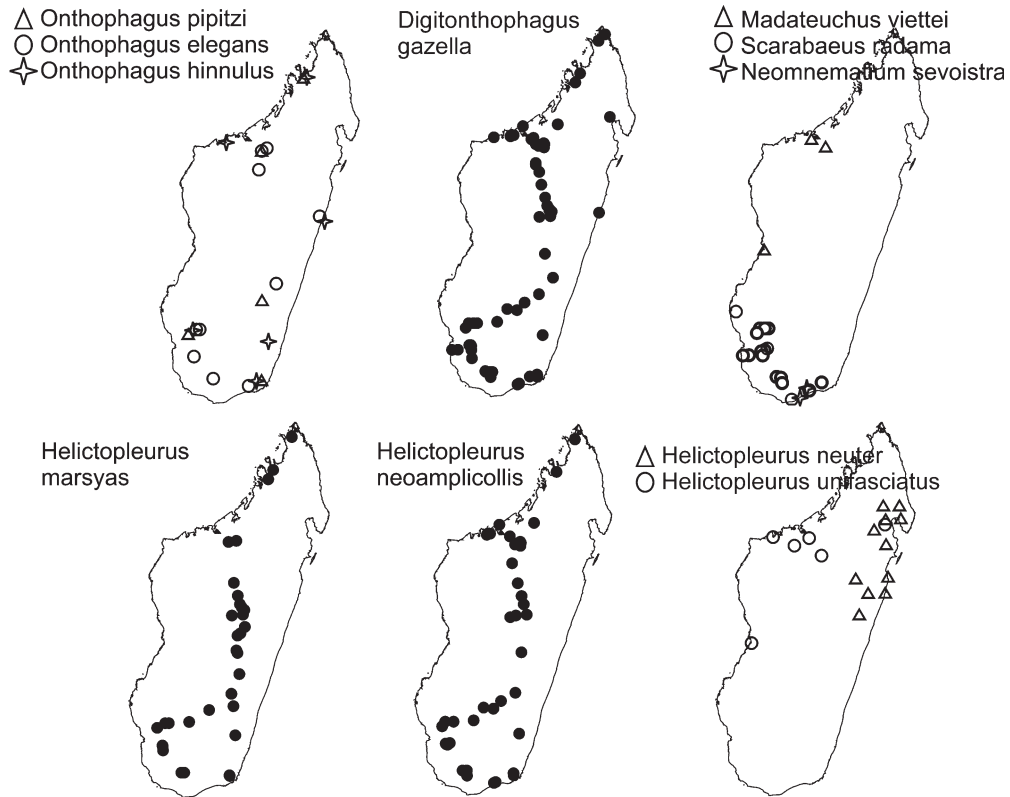 Onthophagus pipitzi
Onthophagus elegans
Onthophagus hinnulus
Digitonthophagus
gazella
Madateuchus viettei
Scarabaeus radama
Neomnematium sevoistra
Helictopleurus
marsyas
Helictopleurus
neoamplicollis
Helictopleurus neuter
Helictopleurus unifasciatus